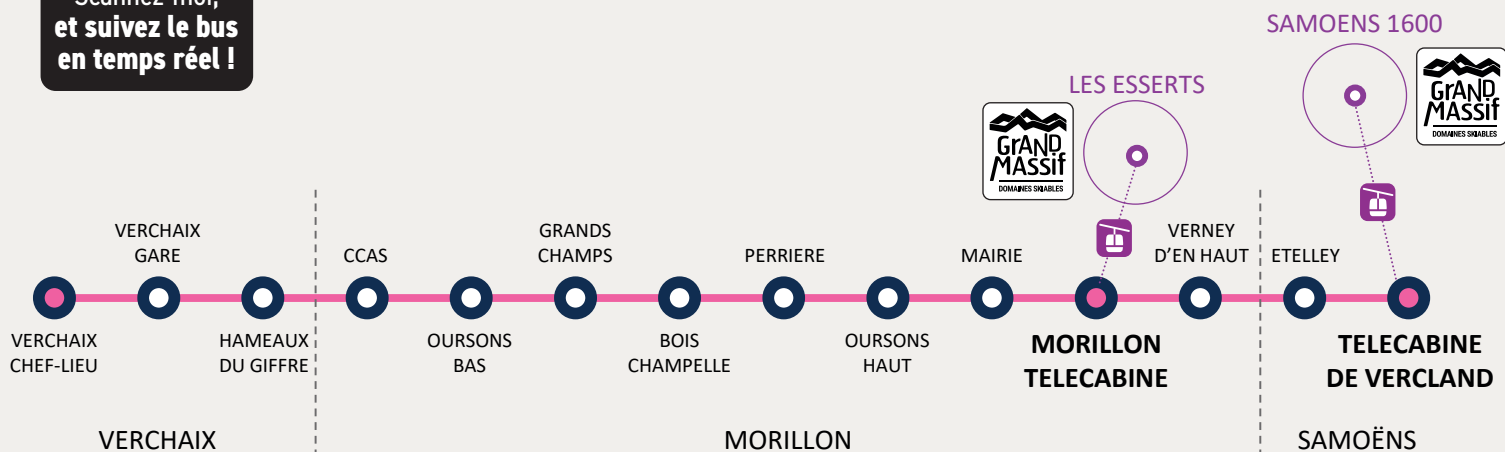 et suivez le bus
en temps réel !
SAMOENS 1600
GRAND
MASSIF
DOMAINES SKIABLES
LES ESSERTS
GRAND
MASSIF
DOMAINES SKIABLES
VERCHAIX
GARE
CCAS
GRANDS
CHAMPS
PERRIERE
MAIRIE
VERNEY
D'EN HAUT
ETELLEY
VERCHAIX
CHEF-LIEU
HAMEAUX
DU GIFFRE
OURSONS
BAS
BOIS
CHAMPELLE
OURSONS
HAUT
MORILLON
TELECABINE
TELECABINE
DE VERCLAND
VERCHAIX
MORILLON
SAMOËNS